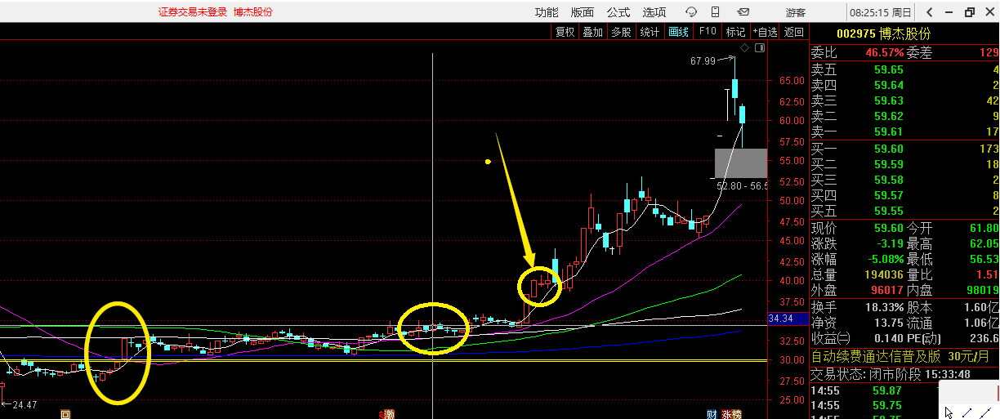 证券交易未登录 博杰股份 功能 版面 公式 选项 游客 08:25:15 周日
复权 叠加 多股 统计 画线 F10 标记 +自选 返回
002975 博杰股份
委比 46.57% 委差 129
卖五 59.65 4
卖四 59.64 2
卖三 59.63 42
卖二 59.62 9
卖一 59.61 17
买一 59.60 173
买二 59.59 18
买三 59.58 2
买四 59.57 8
买五 59.55 2
现价 59.60 今开 61.80
涨跌 -3.19 最高 62.05
涨幅 -5.08% 最低 56.53
总量 194036 量比 1.51
外盘 96017 内盘 98019
换手 18.33% 股本 1.60亿
净资 13.75 流通 1.06亿
收益㈡ 0.140 PE(动) 236.6
自动续费通达信普及版 30元/月
交易状态: 闭市阶段 15:33:48
14:55 59.87
14:55 59.75
67.99
65.00
62.50
60.00
57.50
55.00
52.50
52.80 - 56.5
50.00
47.50
45.00
42.50
40.00
37.50
34.34
32.50
30.00
27.50
25.00
24.47
回 激 财 涨榜